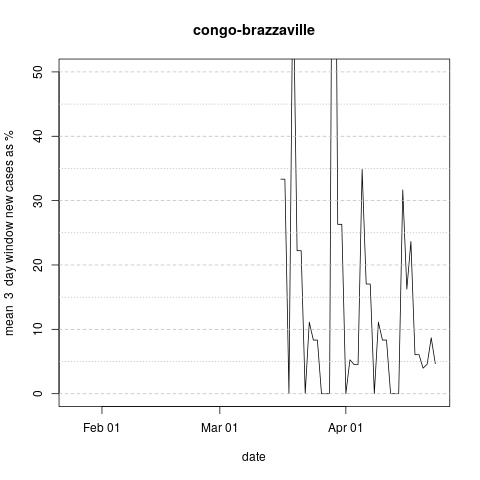 congo-brazzaville
mean 3 day window new cases as %
50
40
30
20
10
0
Feb 01
Mar 01
Apr 01
date